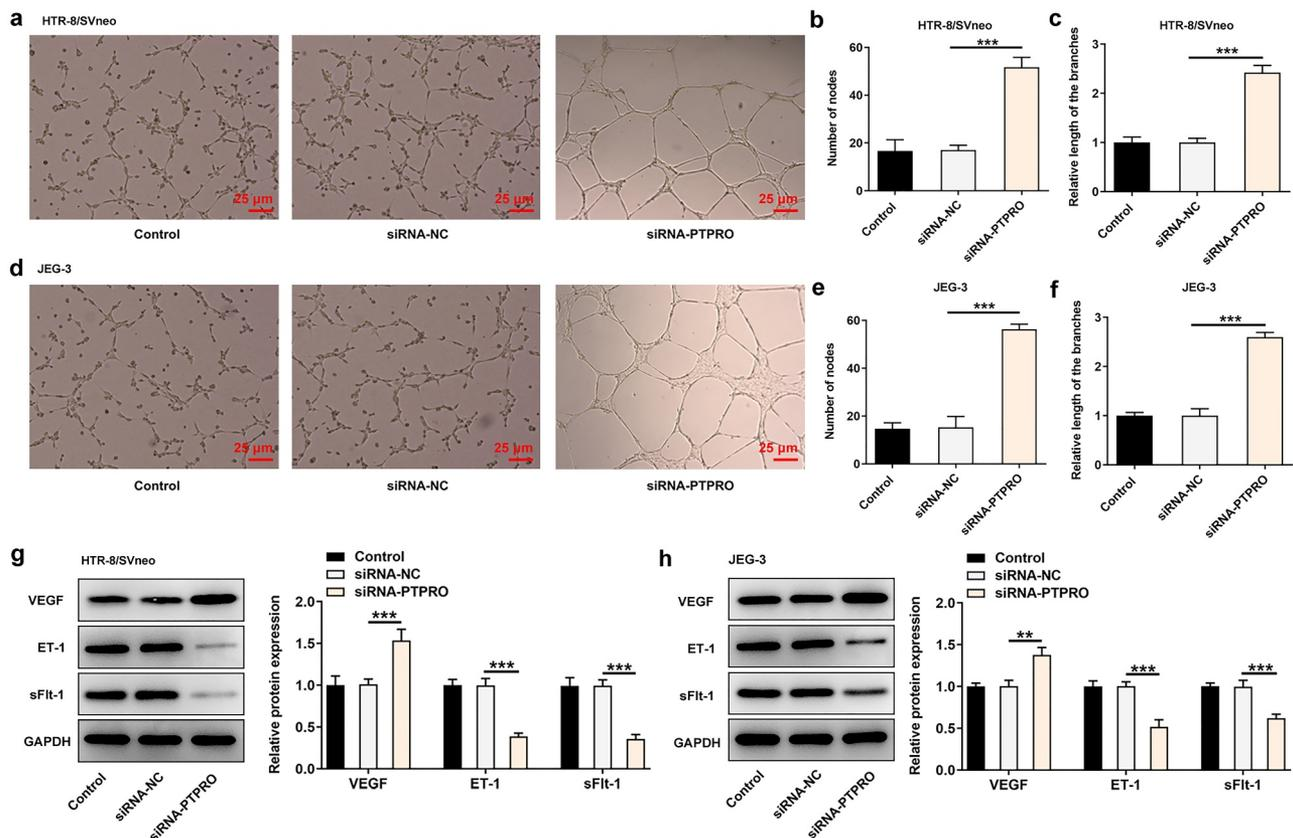 a
HTR-8/SVneo
25 µm
25 µm
25 µm
Control
siRNA-NC
siRNA-PTPRO
b
HTR-8/SVneo
***
Number of nodes
60
40
20
0
Control
siRNA-NC
siRNA-PTPRO
c
HTR-8/SVneo
***
Relative length of the branches
3
2
1
0
Control
siRNA-NC
siRNA-PTPRO
d
JEG-3
25 µm
25 µm
25 µm
Control
siRNA-NC
siRNA-PTPRO
e
JEG-3
***
Number of nodes
60
40
20
0
Control
siRNA-NC
siRNA-PTPRO
f
JEG-3
***
Relative length of the branches
3
2
1
0
Control
siRNA-NC
siRNA-PTPRO
g
HTR-8/SVneo
VEGF
ET-1
sFlt-1
GAPDH
Control
siRNA-NC
siRNA-PTPRO
Control
siRNA-NC
siRNA-PTPRO
Relative protein expression
2.0
1.5
1.0
0.5
0.0
***
***
***
VEGF
ET-1
sFlt-1
h
JEG-3
VEGF
ET-1
sFlt-1
GAPDH
Control
siRNA-NC
siRNA-PTPRO
Control
siRNA-NC
siRNA-PTPRO
Relative protein expression
2.0
1.5
1.0
0.5
0.0
**
***
***
VEGF
ET-1
sFlt-1